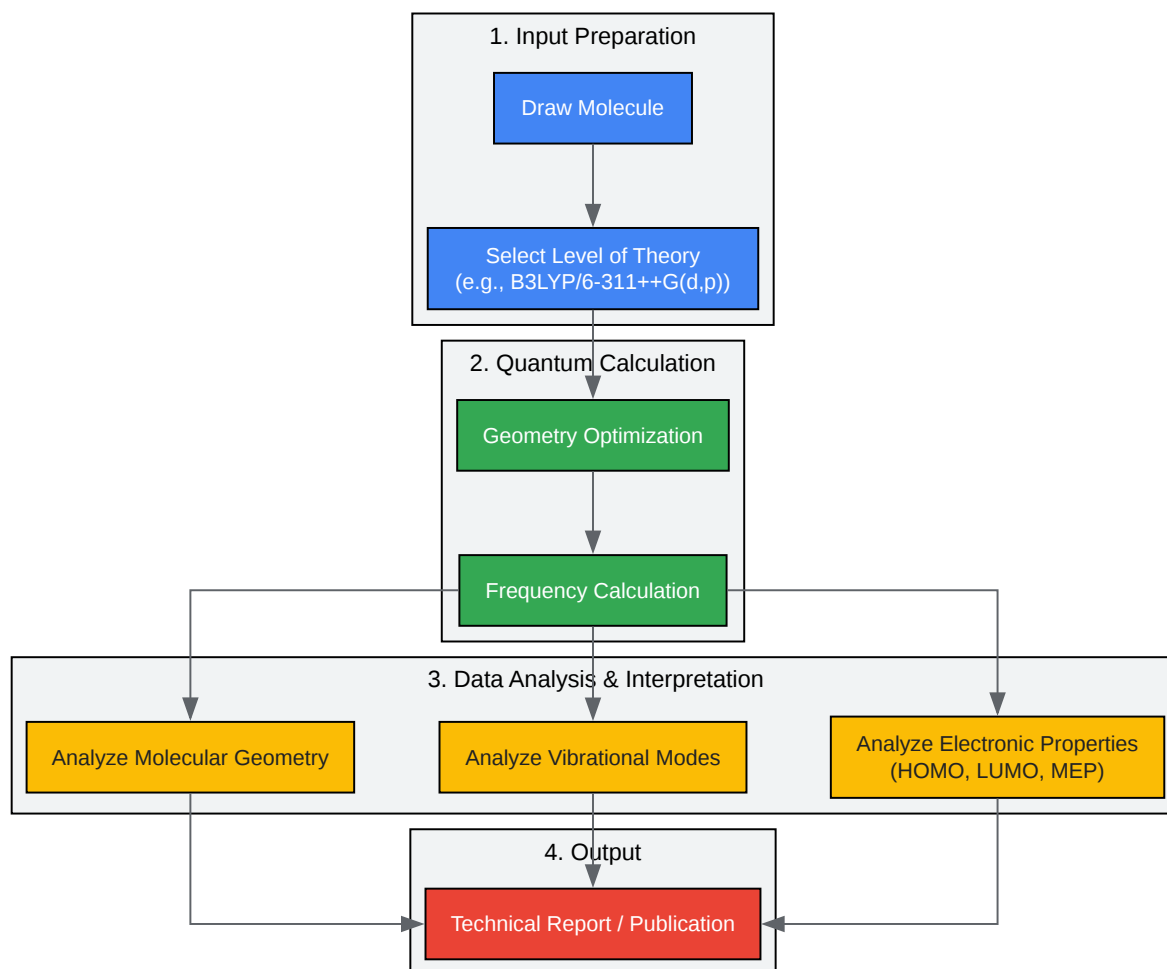 1. Input Preparation
Draw Molecule
Select Level of Theory
(e.g., B3LYP/6-311++G(d,p))
2. Quantum Calculation
Geometry Optimization
Frequency Calculation
3. Data Analysis & Interpretation
Analyze Molecular Geometry
Analyze Vibrational Modes
Analyze Electronic Properties
(HOMO, LUMO, MEP)
4. Output
Technical Report / Publication